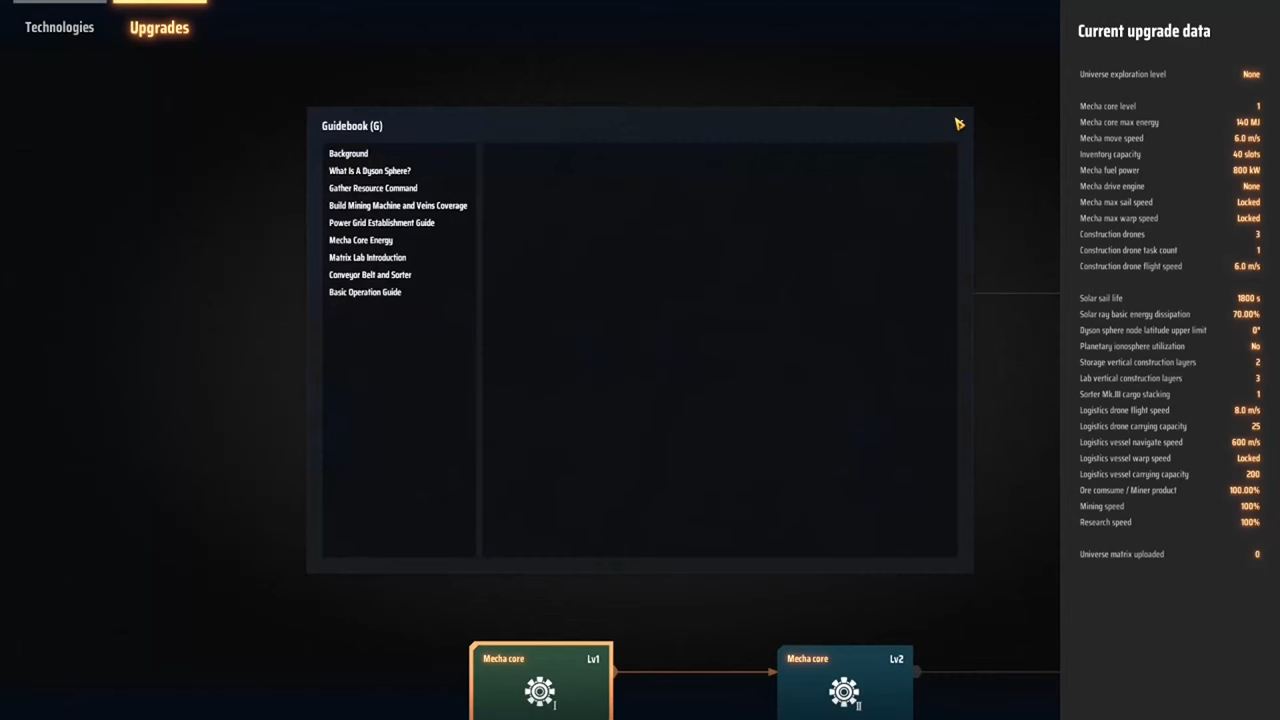 Technologies
Upgrades
Guidebook (G)
Background
What Is A Dyson Sphere?
Gather Resource Command
Build Mining Machine and Veins Coverage
Power Grid Establishment Guide
Mecha Core Energy
Matrix Lab Introduction
Conveyor Belt and Sorter
Basic Operation Guide
Mecha core Lv1
I
Mecha core Lv2
II
Current upgrade data
Universe exploration level None
Mecha core level 1
Mecha core max energy 140 MJ
Mecha move speed 6.0 m/s
Inventory capacity 40 slots
Mecha fuel power 800 kW
Mecha drive engine None
Mecha max sail speed Locked
Mecha max warp speed Locked
Construction drones 3
Construction drone task count 1
Construction drone flight speed 6.0 m/s
Solar sail life 1800 s
Solar ray basic energy dissipation 70.00%
Dyson sphere node latitude upper limit 0°
Planetary ionosphere utilization No
Storage vertical construction layers 2
Lab vertical construction layers 3
Sorter Mk.III cargo stacking 1
Logistics drone flight speed 8.0 m/s
Logistics drone carrying capacity 25
Logistics vessel navigate speed 600 m/s
Logistics vessel warp speed Locked
Logistics vessel carrying capacity 200
Ore comsume / Miner product 100.00%
Mining speed 100%
Research speed 100%
Universe matrix uploaded 0